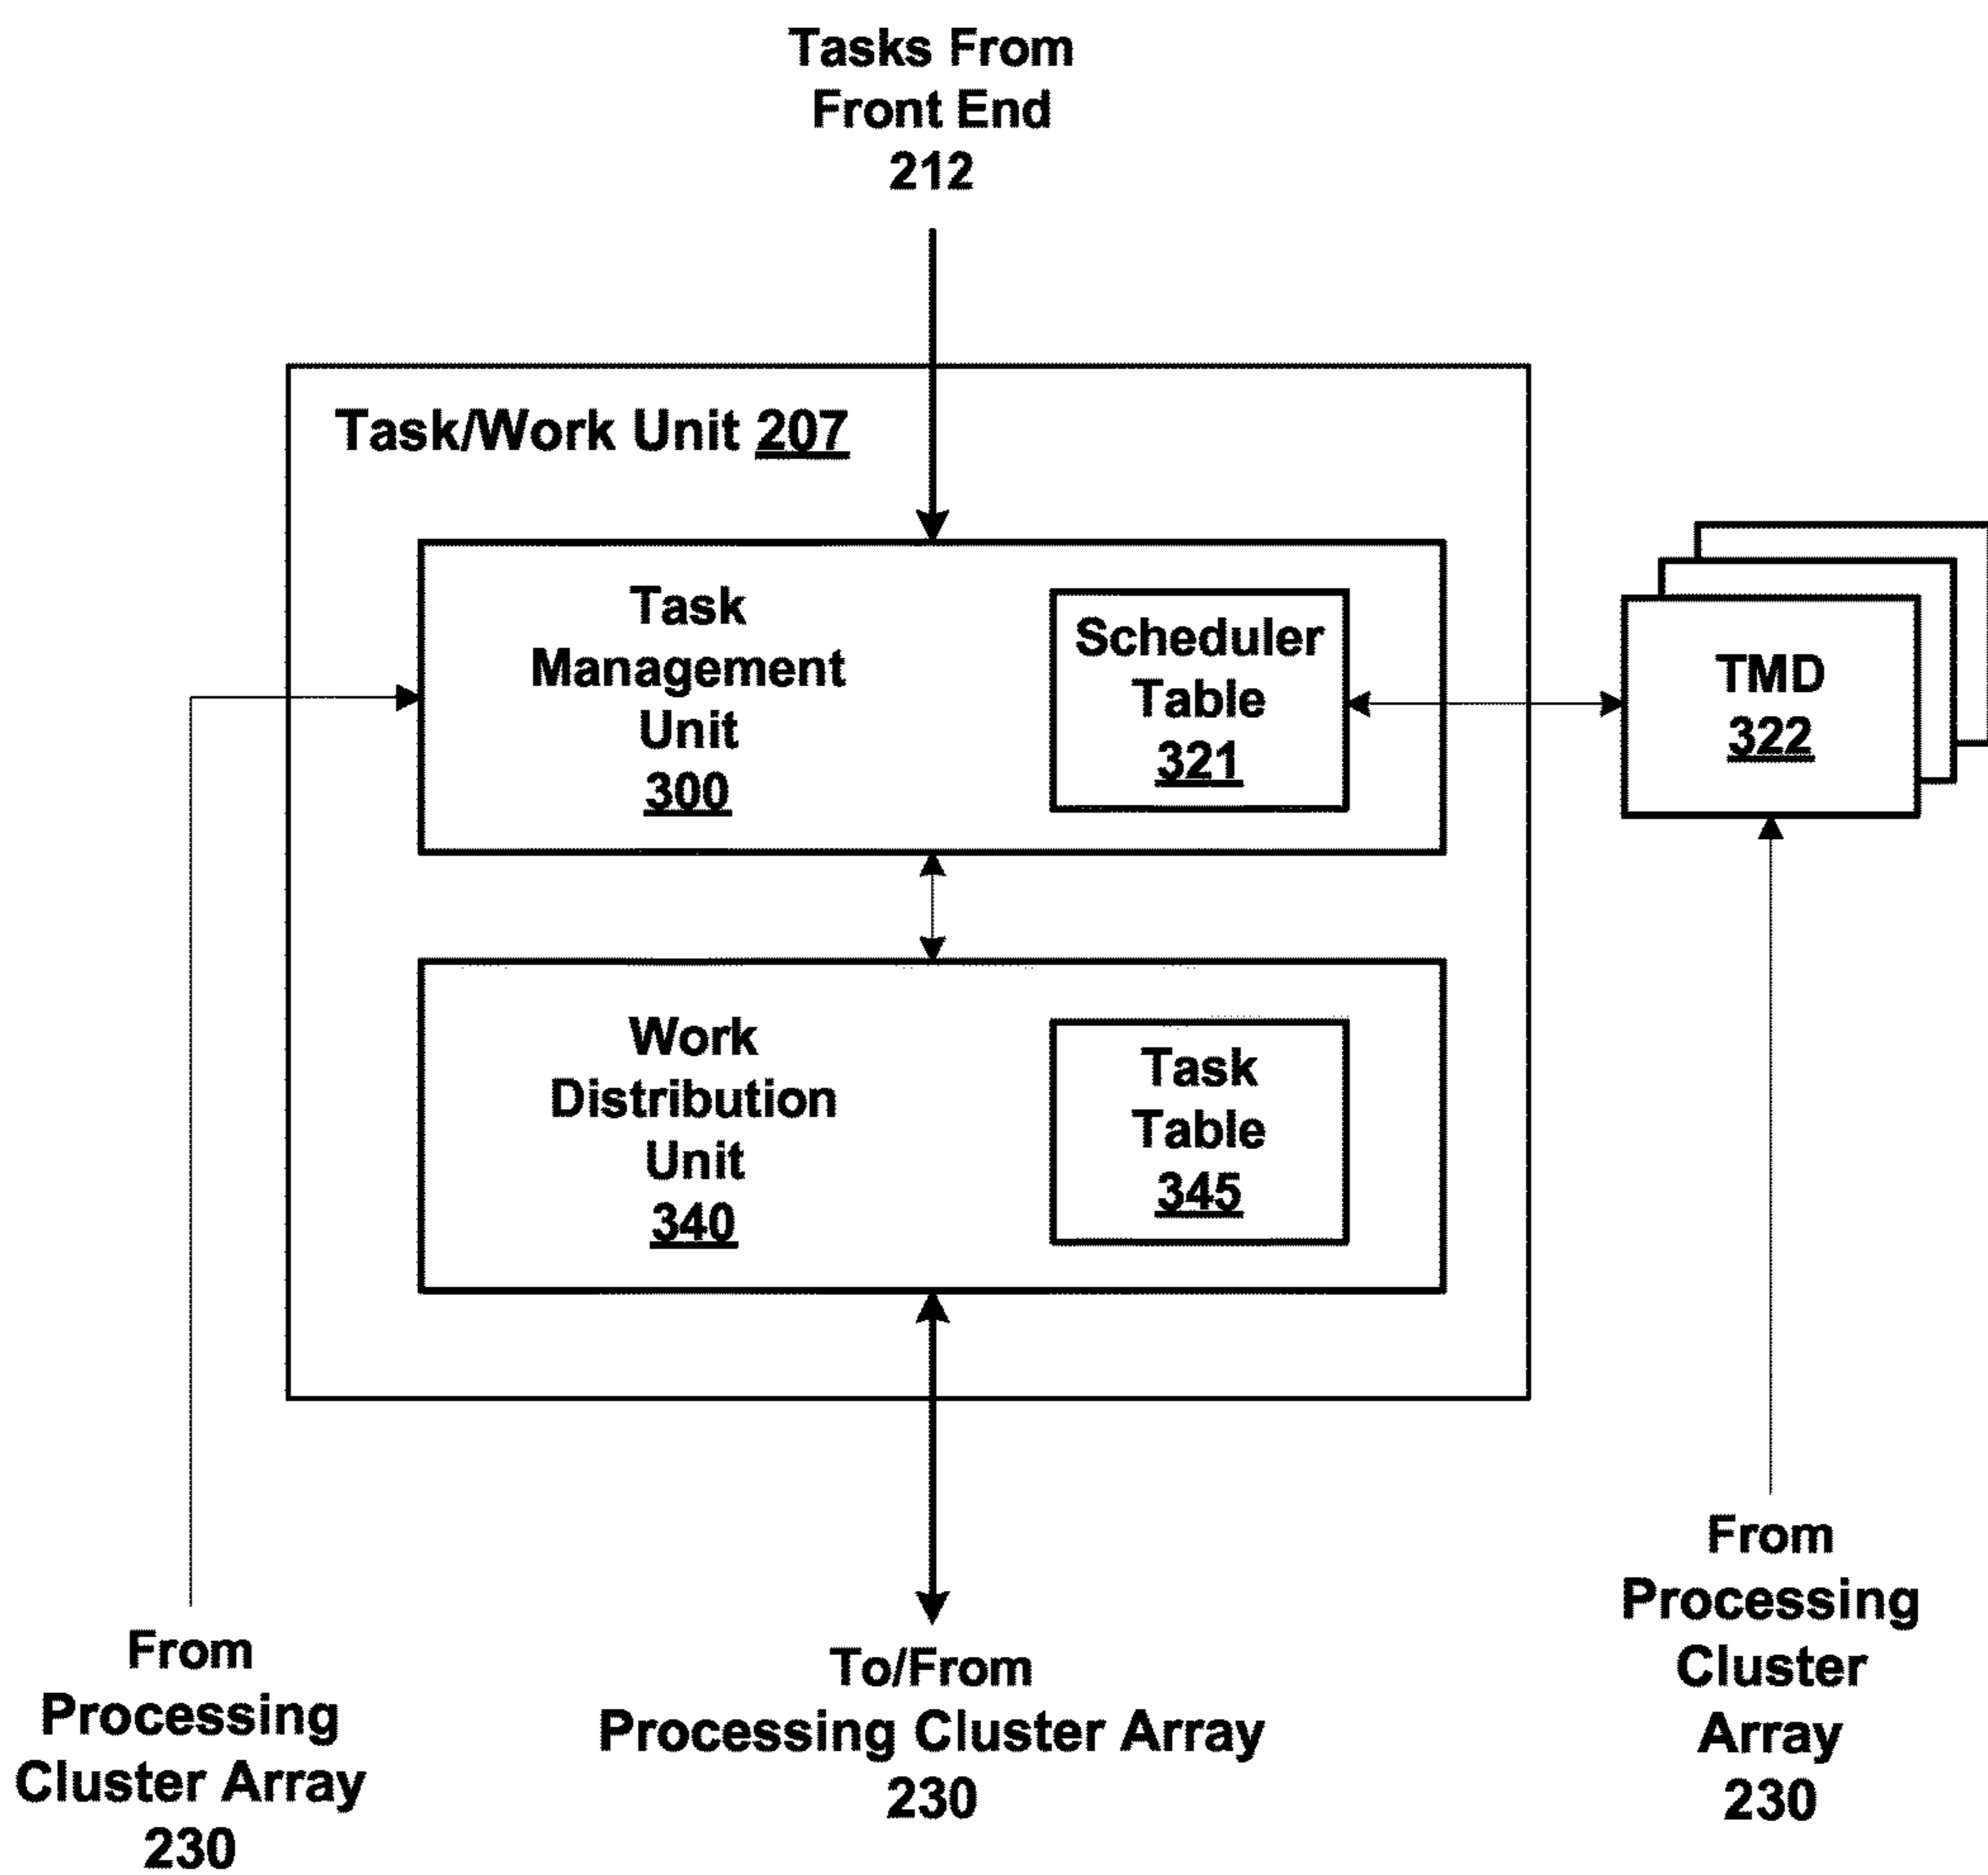 Tasks From
Front End
212
Task/Work Unit 207
Task
Management
Unit
300
Scheduler
Table
321
TMD
322
Work
Distribution
Unit
340
Task
Table
345
From
Processing
Cluster Array
230
To/From
Processing Cluster Array
230
From
Processing
Cluster
Array
230